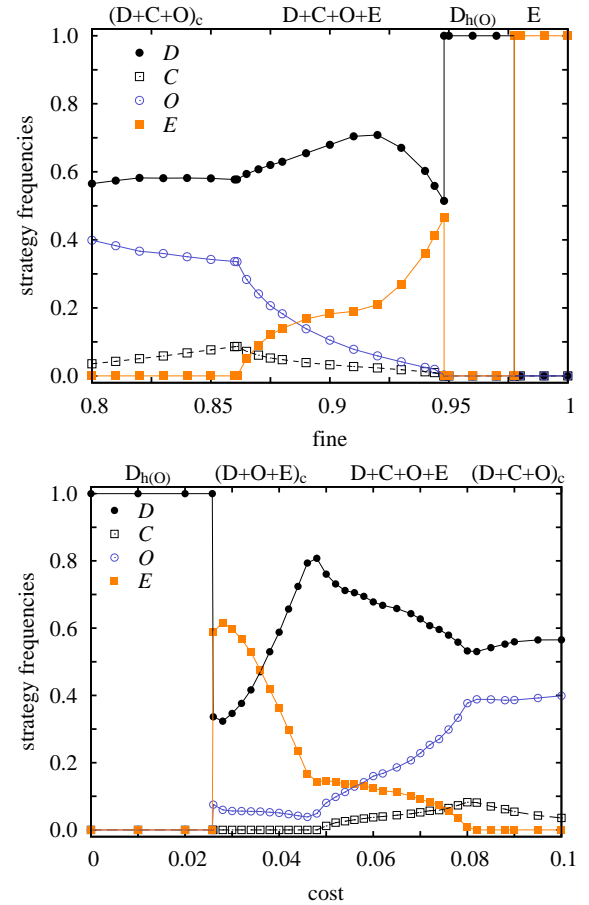 (D+C+O)c D+C+O+E Dh(O) E
1.0
0.8
0.6
0.4
0.2
0.0
strategy frequencies
D
C
O
E
0.8 0.85 0.9 0.95 1
fine
Dh(O) (D+O+E)c D+C+O+E (D+C+O)c
1.0
0.8
0.6
0.4
0.2
0.0
strategy frequencies
D
C
O
E
0 0.02 0.04 0.06 0.08 0.1
cost